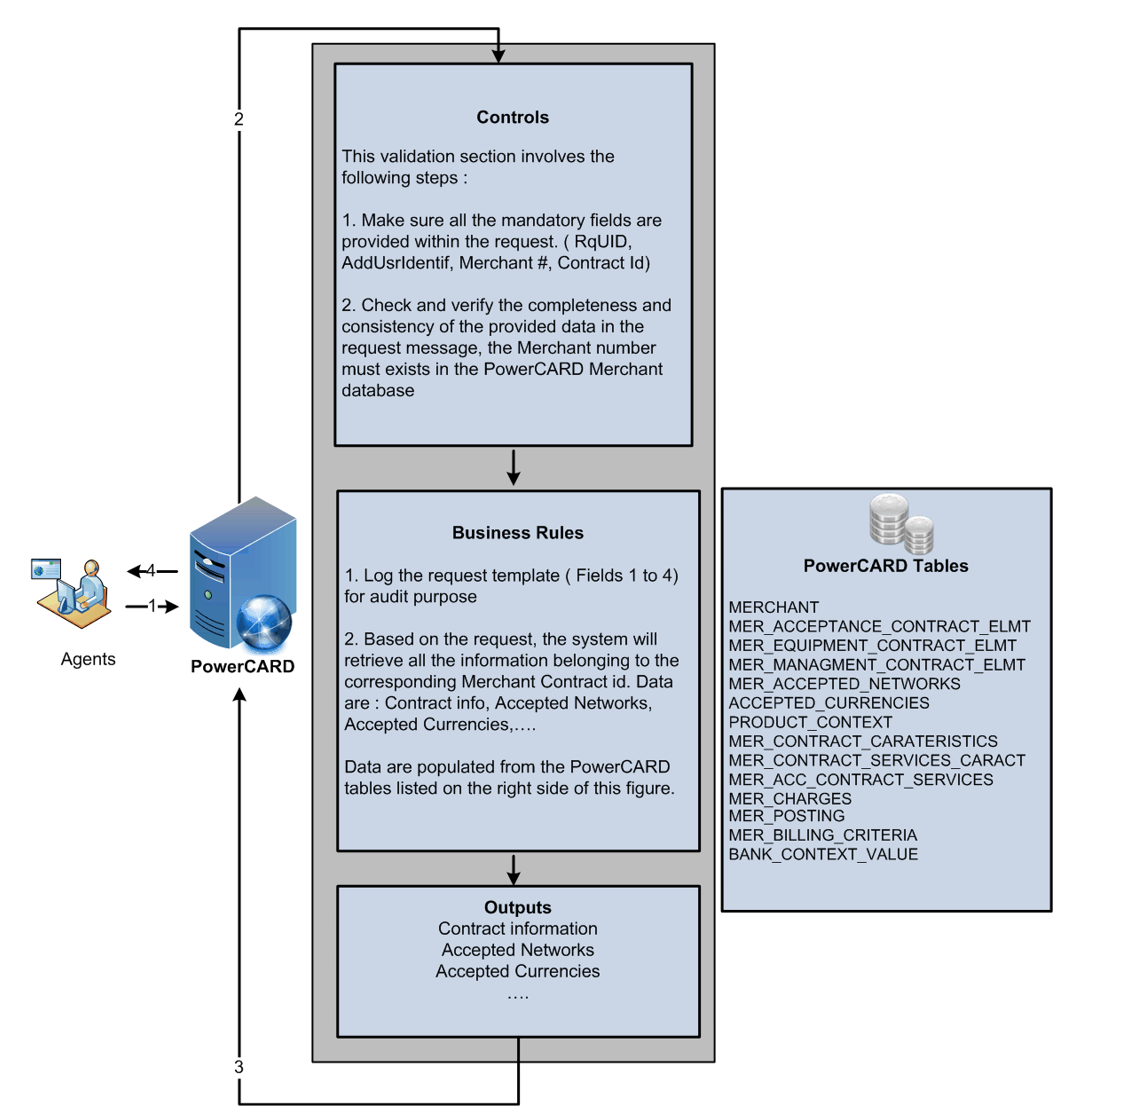 2
Controls
This validation section involves the
following steps :
1. Make sure all the mandatory fields are
provided within the request. ( RqUID,
AddUsrIdentif, Merchant #, Contract Id)
2. Check and verify the completeness and
consistency of the provided data in the
request message, the Merchant number
must exists in the PowerCARD Merchant
database
4
1
Agents
PowerCARD
Business Rules
1. Log the request template ( Fields 1 to 4)
for audit purpose
2. Based on the request, the system will
retrieve all the information belonging to the
corresponding Merchant Contract id. Data
are : Contract info, Accepted Networks,
Accepted Currencies,….
Data are populated from the PowerCARD
tables listed on the right side of this figure.
PowerCARD Tables
MERCHANT
MER_ACCEPTANCE_CONTRACT_ELMT
MER_EQUIPMENT_CONTRACT_ELMT
MER_MANAGMENT_CONTRACT_ELMT
MER_ACCEPTED_NETWORKS
ACCEPTED_CURRENCIES
PRODUCT_CONTEXT
MER_CONTRACT_CARATERISTICS
MER_CONTRACT_SERVICES_CARACT
MER_ACC_CONTRACT_SERVICES
MER_CHARGES
MER_POSTING
MER_BILLING_CRITERIA
BANK_CONTEXT_VALUE
Outputs
Contract information
Accepted Networks
Accepted Currencies
….
3